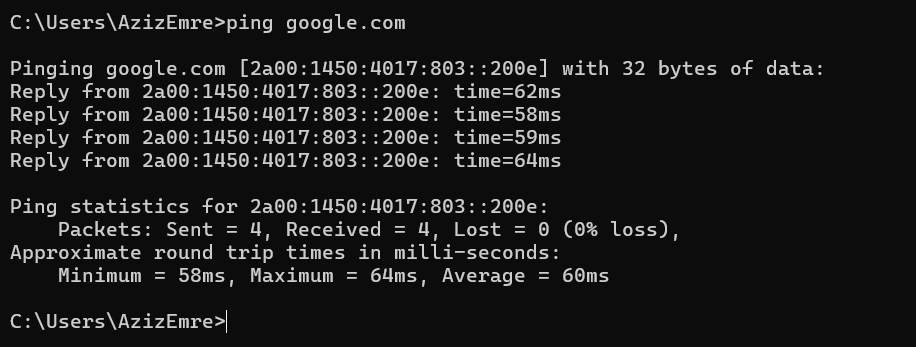 C:\Users\AzizEmre>ping google.com
Pinging google.com [2a00:1450:4017:803::200e] with 32 bytes of data:
Reply from 2a00:1450:4017:803::200e: time=62ms
Reply from 2a00:1450:4017:803::200e: time=58ms
Reply from 2a00:1450:4017:803::200e: time=59ms
Reply from 2a00:1450:4017:803::200e: time=64ms
Ping statistics for 2a00:1450:4017:803::200e:
    Packets: Sent = 4, Received = 4, Lost = 0 (0% loss),
Approximate round trip times in milli-seconds:
    Minimum = 58ms, Maximum = 64ms, Average = 60ms
C:\Users\AzizEmre>